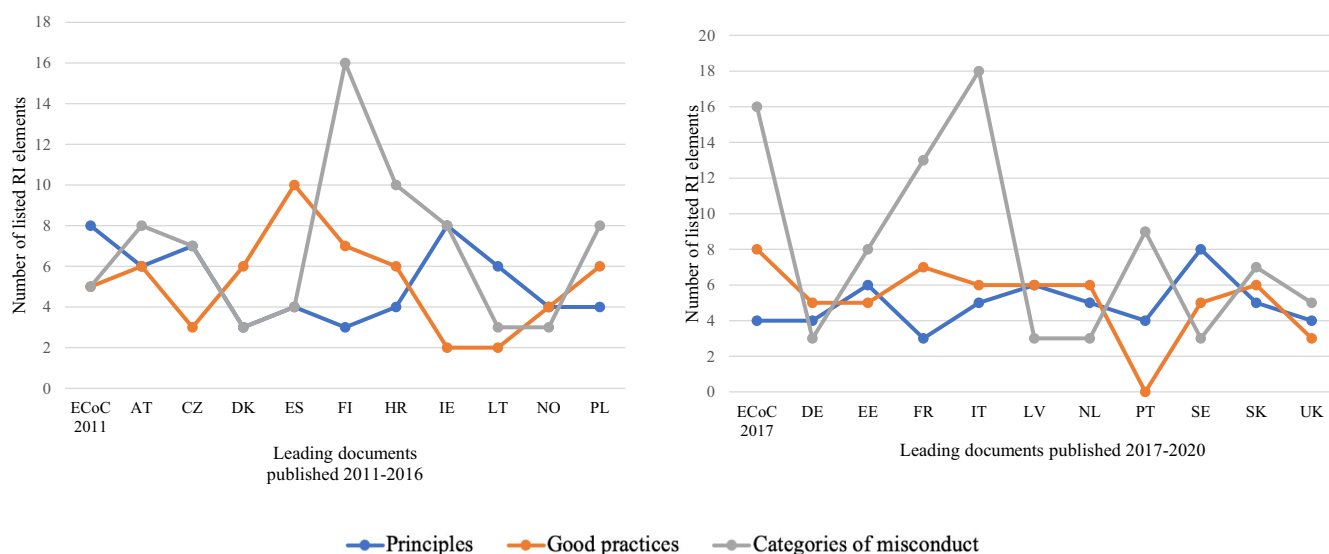 18
16
14
12
10
8
6
4
2
0
Number of listed RI elements
ECoC 2011 AT CZ DK ES FI HR IE LT NO PL
Leading documents
published 2011-2016
20
18
16
14
12
10
8
6
4
2
0
Number of listed RI elements
ECoC 2017 DE EE FR IT LV NL PT SE SK UK
Leading documents published 2017-2020
Principles Good practices Categories of misconduct